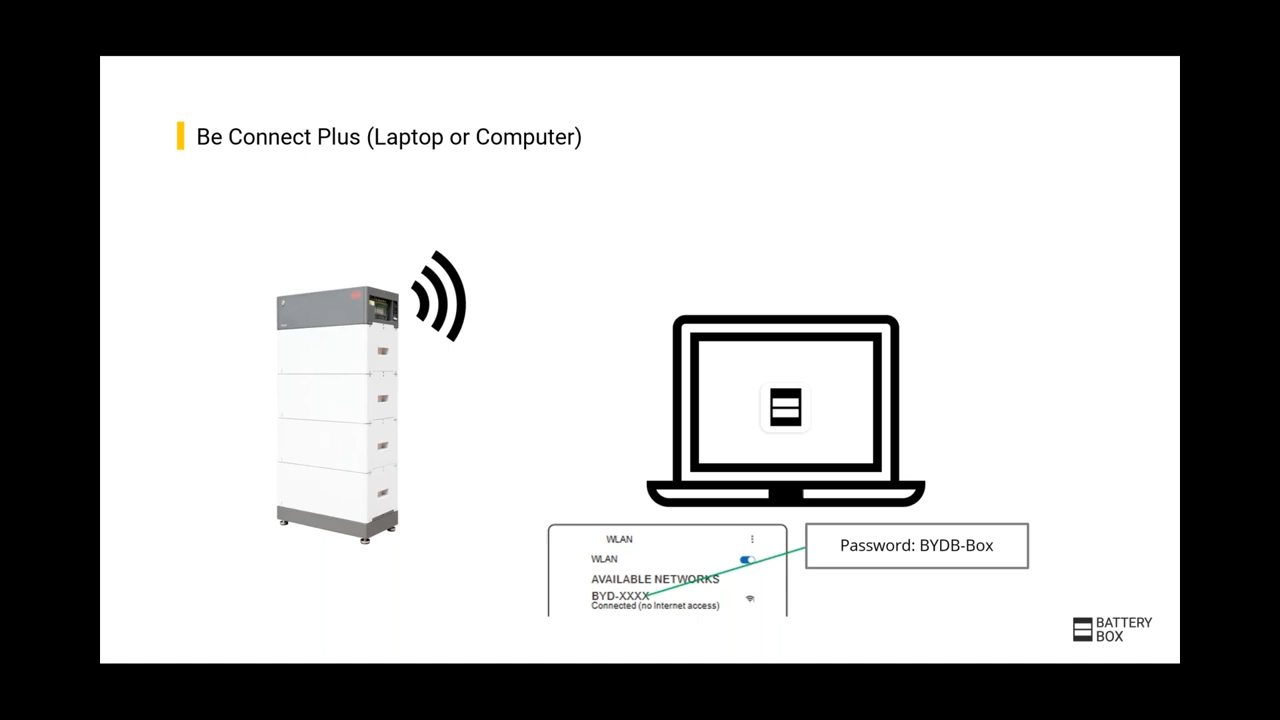 Be Connect Plus (Laptop or Computer)
WLAN
WLAN
AVAILABLE NETWORKS
BYD-XXXX
Connected (no Internet access)
Password: BYDB-Box
BATTERY
BOX